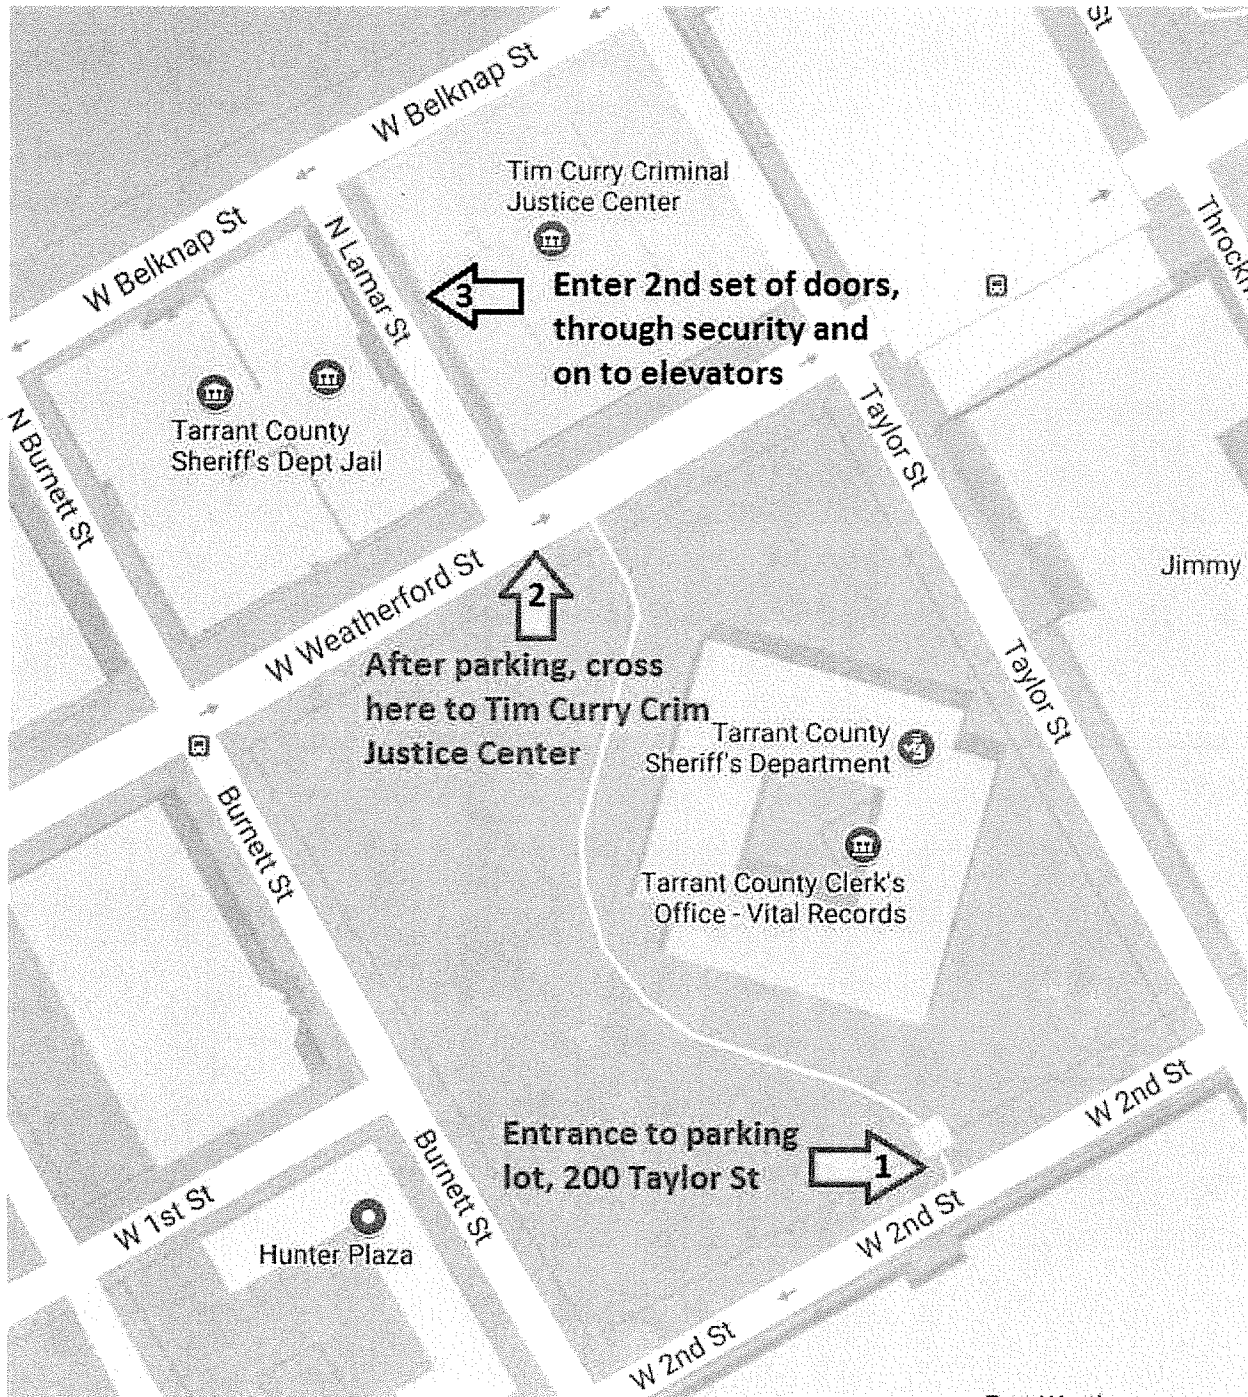 St
W Belknap St
Tim Curry Criminal
Justice Center
W Belknap St
N Lamar St
3
Enter 2nd set of doors,
through security and
on to elevators
Tarrant County
Sheriff's Dept Jail
N Burnett St
Taylor St
Jimmy
W Weatherford St
2
After parking, cross
here to Tim Curry Crim
Justice Center
Taylor St
Tarrant County
Sheriff's Department
Burnett St
Tarrant County Clerk's
Office - Vital Records
W 2nd St
Entrance to parking
lot, 200 Taylor St
1
Burnett St
W 1st St
W 2nd St
Hunter Plaza
W 2nd St